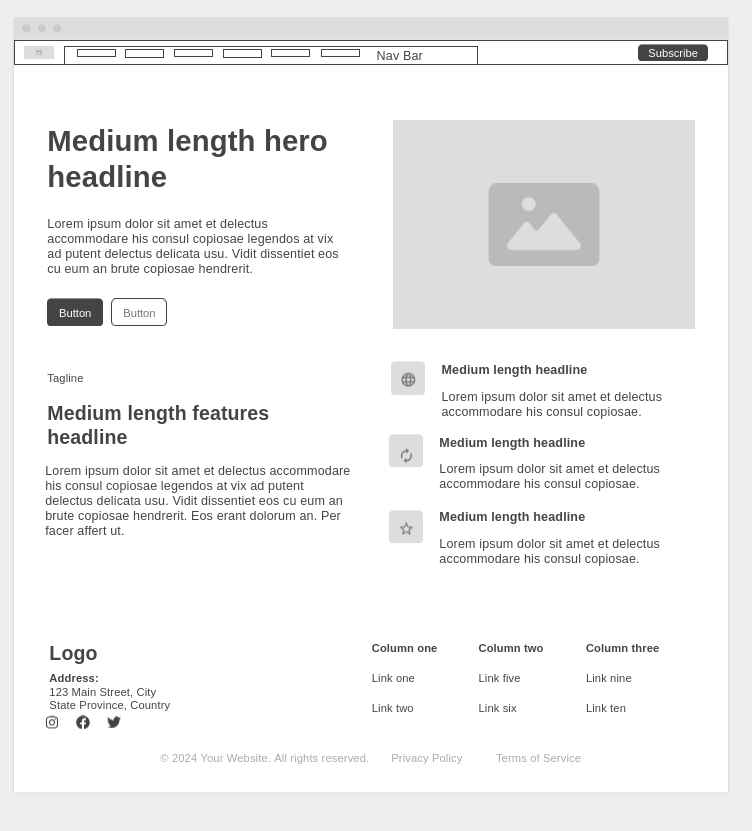 Nav Bar
Subscribe
Medium length hero
headline
Lorem ipsum dolor sit amet et delectus
accommodare his consul copiosae legendos at vix
ad putent delectus delicata usu. Vidit dissentiet eos
cu eum an brute copiosae hendrerit.
Button
Button
Tagline
Medium length features
headline
Lorem ipsum dolor sit amet et delectus accommodare
his consul copiosae legendos at vix ad putent
delectus delicata usu. Vidit dissentiet eos cu eum an
brute copiosae hendrerit. Eos erant dolorum an. Per
facer affert ut.
Medium length headline
Lorem ipsum dolor sit amet et delectus
accommodare his consul copiosae.
Medium length headline
Lorem ipsum dolor sit amet et delectus
accommodare his consul copiosae.
Medium length headline
Lorem ipsum dolor sit amet et delectus
accommodare his consul copiosae.
Logo
Address:
123 Main Street, City
State Province, Country
Column one
Link one
Link two
Column two
Link five
Link six
Column three
Link nine
Link ten
© 2024 Your Website. All rights reserved.
Privacy Policy
Terms of Service